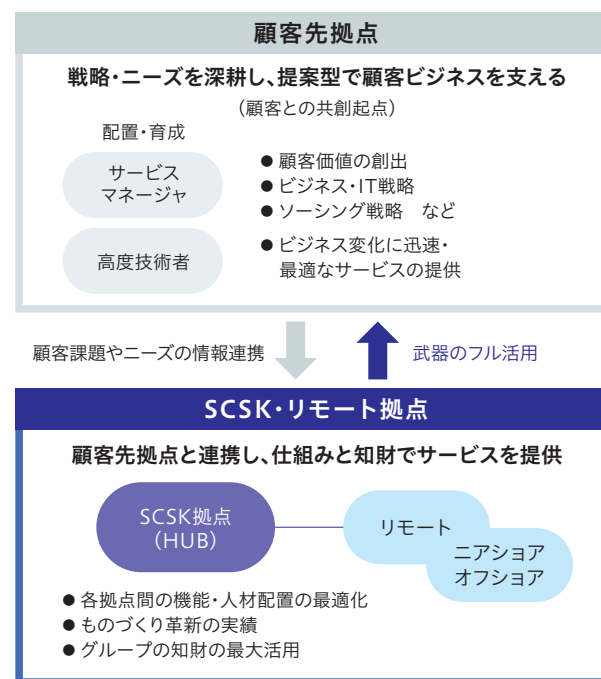 顧客先拠点
戦略・ニーズを深耕し、提案型で顧客ビジネスを支える
（顧客との共創起点）
配置・育成
サービス
マネージャ
● 顧客価値の創出
● ビジネス・IT戦略
● ソーシング戦略　など
高度技術者
● ビジネス変化に迅速・
最適なサービスの提供
顧客課題やニーズの情報連携
武器のフル活用
SCSK・リモート拠点
顧客先拠点と連携し、仕組みと知財でサービスを提供
SCSK拠点
（HUB）
リモート
ニアショア
オフショア
● 各拠点間の機能・人材配置の最適化
● ものづくり革新の実績
● グループの知財の最大活用